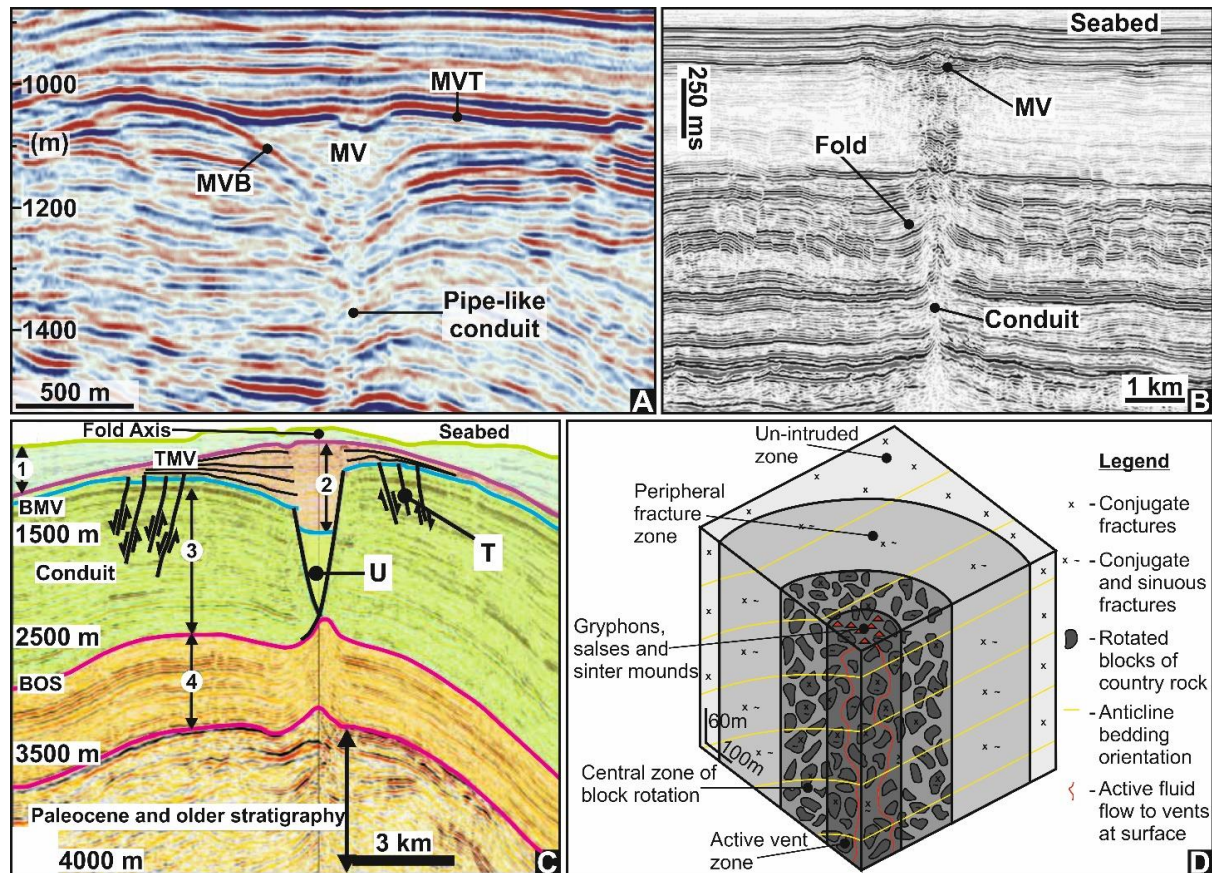 1000
(m)
1200
1400
MVT
MV
MVB
Pipe-like
conduit
500 m
A
Seabed
250 ms
MV
Fold
Conduit
1 km
B
Fold Axis
Seabed
1
TMV
2
BMV
1500 m
3
T
Conduit
U
2500 m
BOS
4
3500 m
Paleocene and older stratigraphy
3 km
4000 m
C
Un-intruded
zone
Peripheral
fracture
zone
Gryphons,
salses and
sinter mounds
60m
100m
Central zone of
block rotation
Active vent
zone
Legend
x - Conjugate
fractures
x ~ - Conjugate
and sinuous
fractures
- Rotated
blocks of
country rock
- Anticline
bedding
orientation
- Active fluid
flow to vents
at surface
D